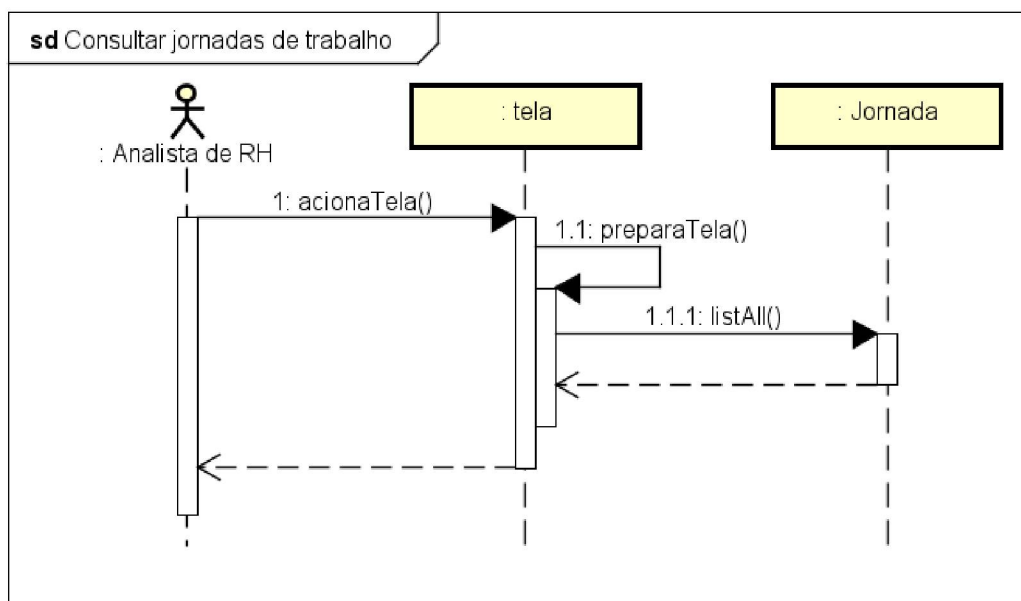 sd Consultar jornadas de trabalho
: Analista de RH
: tela
: Jornada
1: acionaTela()
1.1: preparaTela()
1.1.1: listAll()